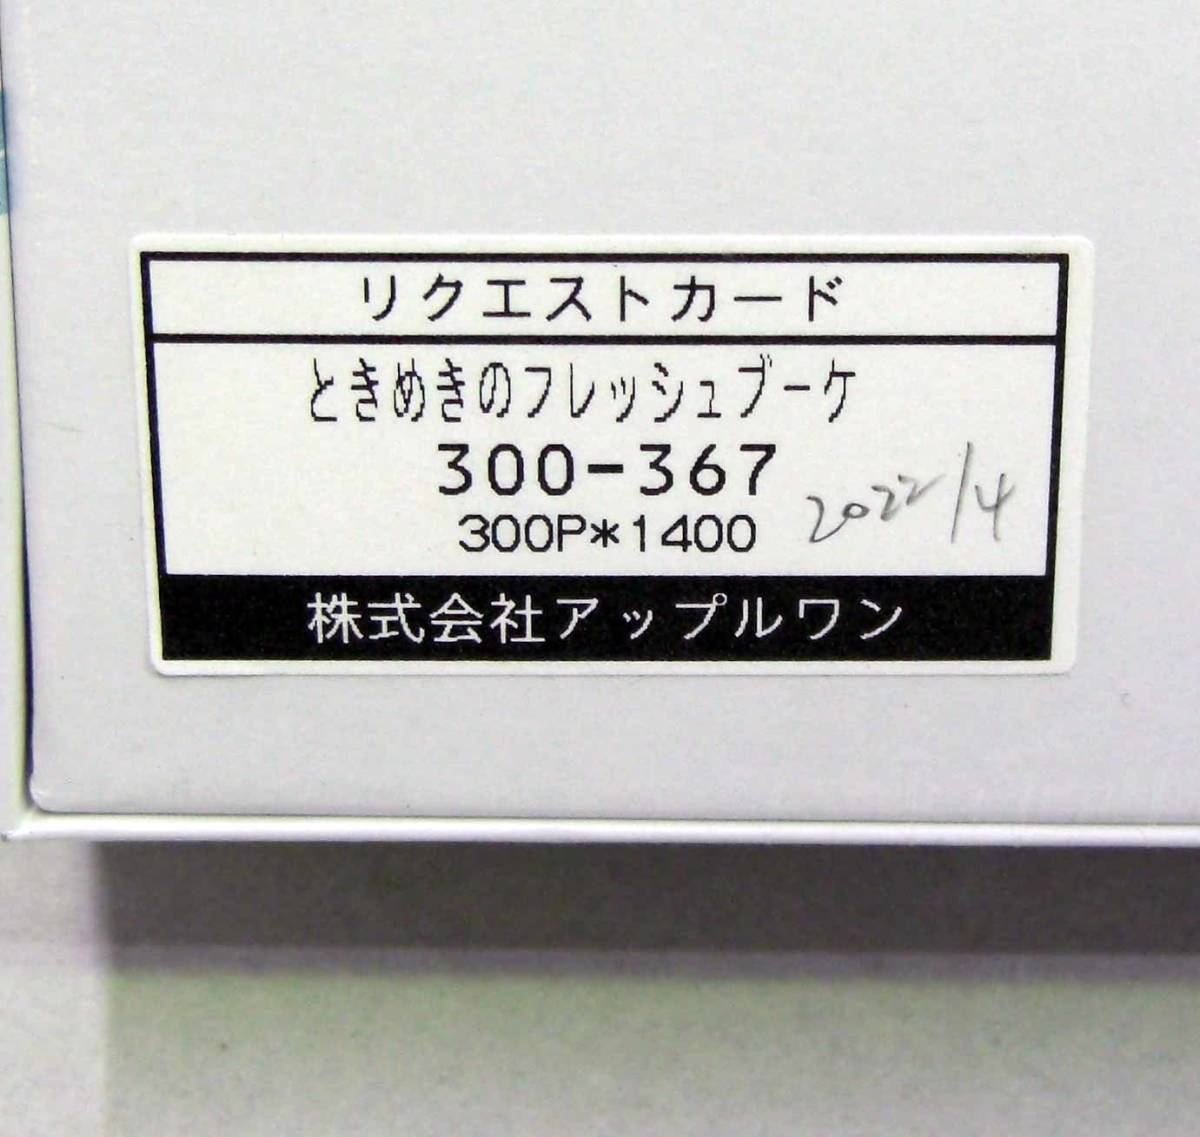 リクエストカード
ときめきのフレッシュブーケ
300-367
300P*1400
2022/4
株式会社アップルワン